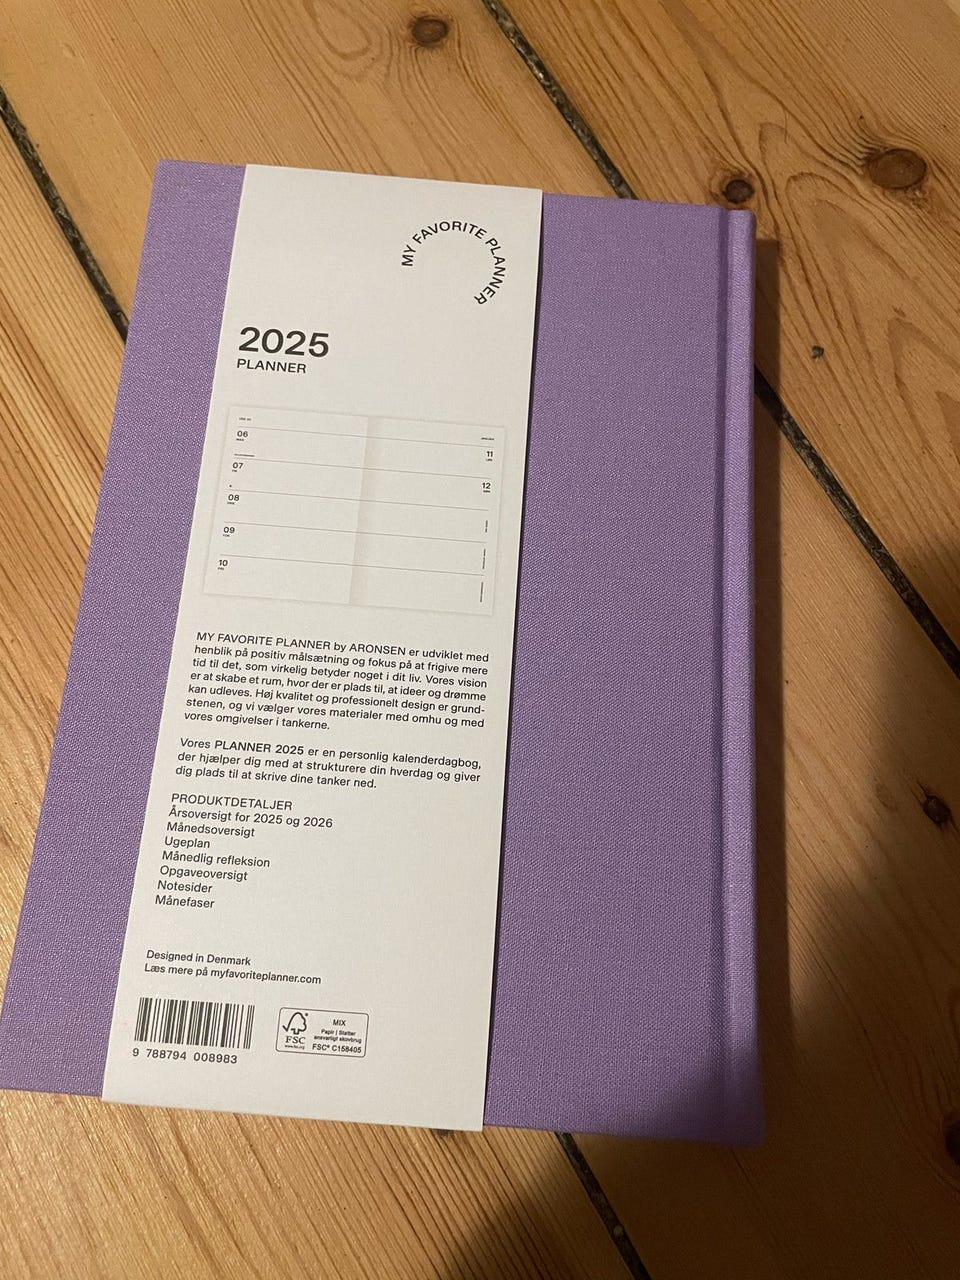 MY FAVORITE PLANNER
2025
PLANNER
06
07
08
09
10
11
12
MY FAVORITE PLANNER by ARONSEN er udviklet med
henblik på positiv målsætning og fokus på at frigive mere
tid til det, som virkelig betyder noget i dit liv. Vores vision
er at skabe et rum, hvor der er plads til, at ideer og drømme
kan udleves. Høj kvalitet og professionelt design er grund-
stenen, og vi vælger vores materialer med omhu og med
vores omgivelser i tankerne.
Vores PLANNER 2025 er en personlig kalenderdagbog,
der hjælper dig med at strukturere din hverdag og giver
dig plads til at skrive dine tanker ned.
PRODUKTDETALJER
Årsoversigt for 2025 og 2026
Månedsoversigt
Ugeplan
Månedlig refleksion
Opgaveoversigt
Notesider
Månefaser
Designed in Denmark
Læs mere på myfavoriteplanner.com
9 788794 008983
FSC
www.fsc.org
MIX
Papir | Støtter
ansvarligt skovbrug
FSC® C158405